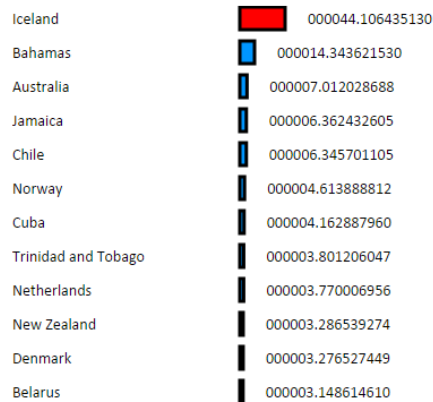 Iceland 000044.106435130
Bahamas 000014.343621530
Australia 000007.012028688
Jamaica 000006.362432605
Chile 000006.345701105
Norway 000004.613888812
Cuba 000004.162887960
Trinidad and Tobago 000003.801206047
Netherlands 000003.770006956
New Zealand 000003.286539274
Denmark 000003.276527449
Belarus 000003.148614610